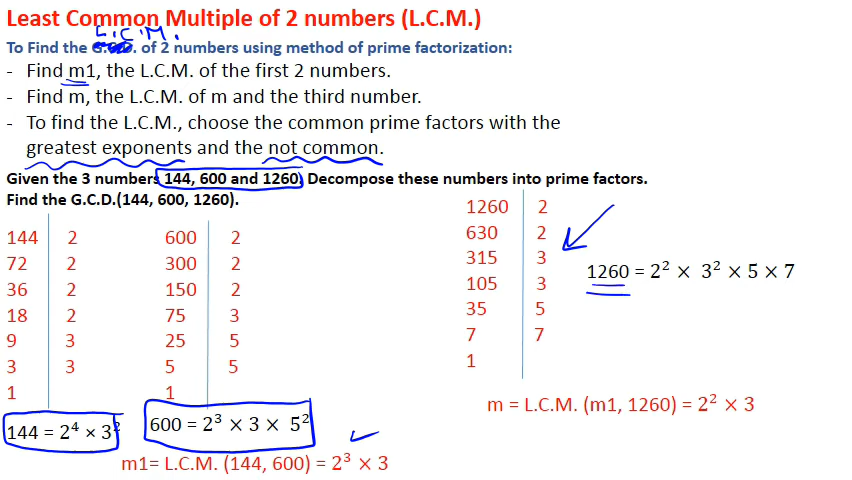 Least Common Multiple of 2 numbers (L.C.M.)
L.C.M.
To Find the of 2 numbers using method of prime factorization:
- Find m1, the L.C.M. of the first 2 numbers.
- Find m, the L.C.M. of m and the third number.
- To find the L.C.M., choose the common prime factors with the
greatest exponents and the not common.
Given the 3 numbers 144, 600 and 1260. Decompose these numbers into prime factors.
Find the G.C.D.(144, 600, 1260).
144 2
72 2
36 2
18 2
9 3
3 3
1
144 = 2⁴ × 3²
600 2
300 2
150 2
75 3
25 5
5 5
1
600 = 2³ × 3 × 5²
m1= L.C.M. (144, 600) = 2³ × 3
1260 2
630 2
315 3
105 3
35 5
7 7
1
1260 = 2² × 3² × 5 × 7
m = L.C.M. (m1, 1260) = 2² × 3